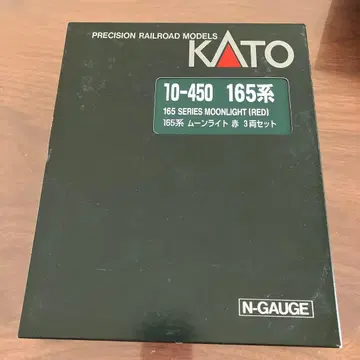 PRECISION RAILROAD MODELS
KATO
10-450 165系
165 SERIES MOONLIGHT (RED)
165系 ムーンライト 赤 3両セット
N-GAUGE